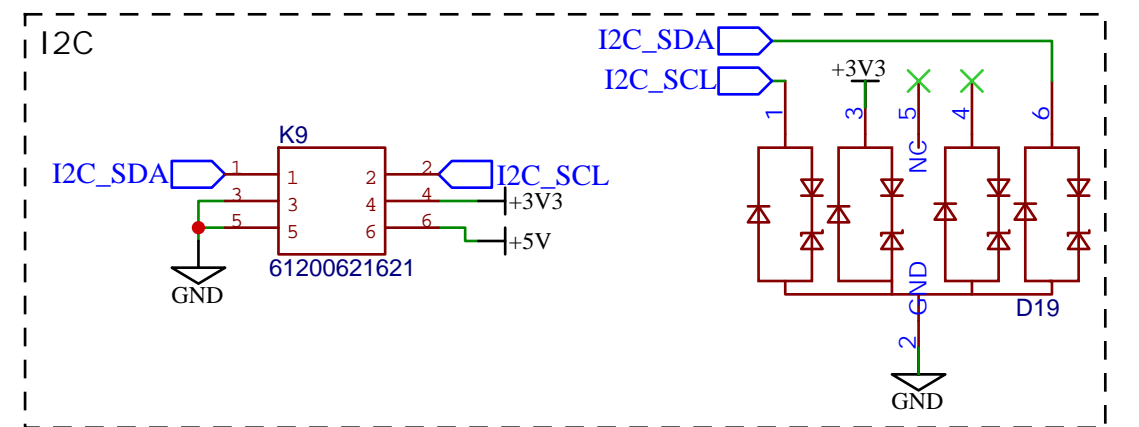 I2C
I2C_SDA
I2C_SCL
+3V3
1
3
5
4
6
NC
K9
I2C_SDA
1
1
2
2
I2C_SCL
3
3
4
4
+3V3
5
5
6
6
+5V
61200621621
GND
GND
D19
2
GND